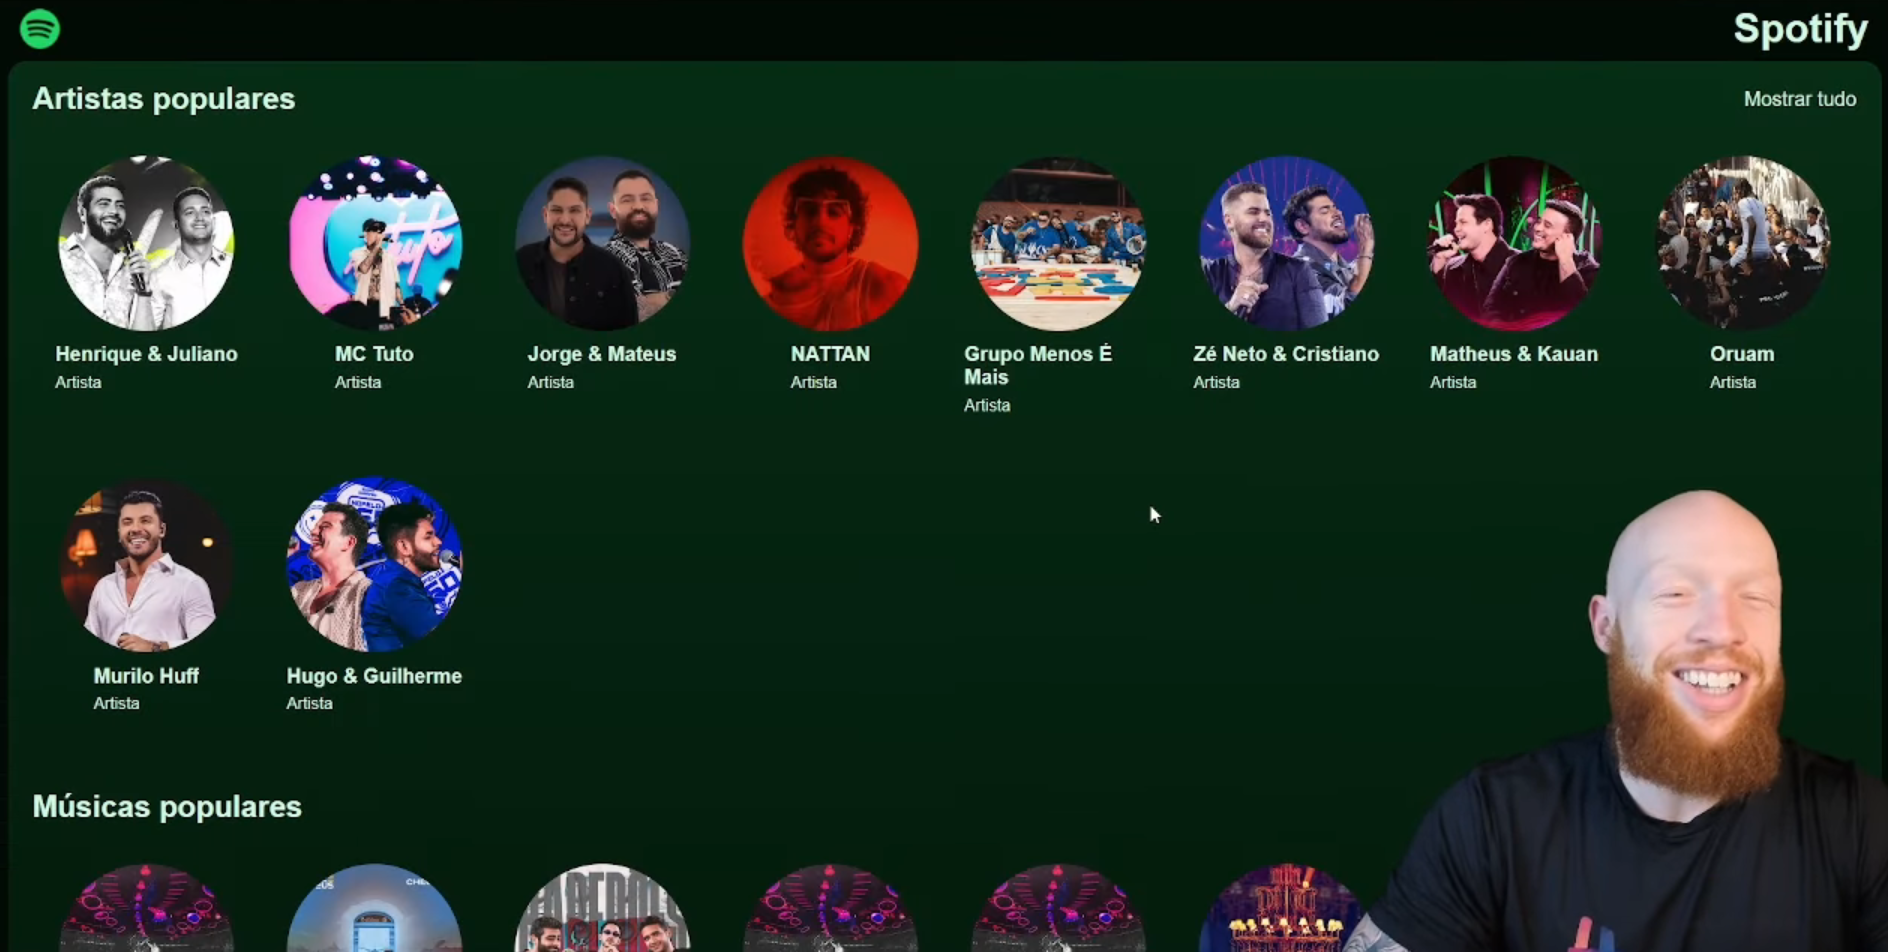 Spotify
Artistas populares
Mostrar tudo
Henrique & Juliano
Artista
MC Tuto
Artista
Jorge & Mateus
Artista
NATTAN
Artista
Grupo Menos É
Mais
Artista
Zé Neto & Cristiano
Artista
Matheus & Kauan
Artista
Oruam
Artista
Murilo Huff
Artista
Hugo & Guilherme
Artista
Músicas populares